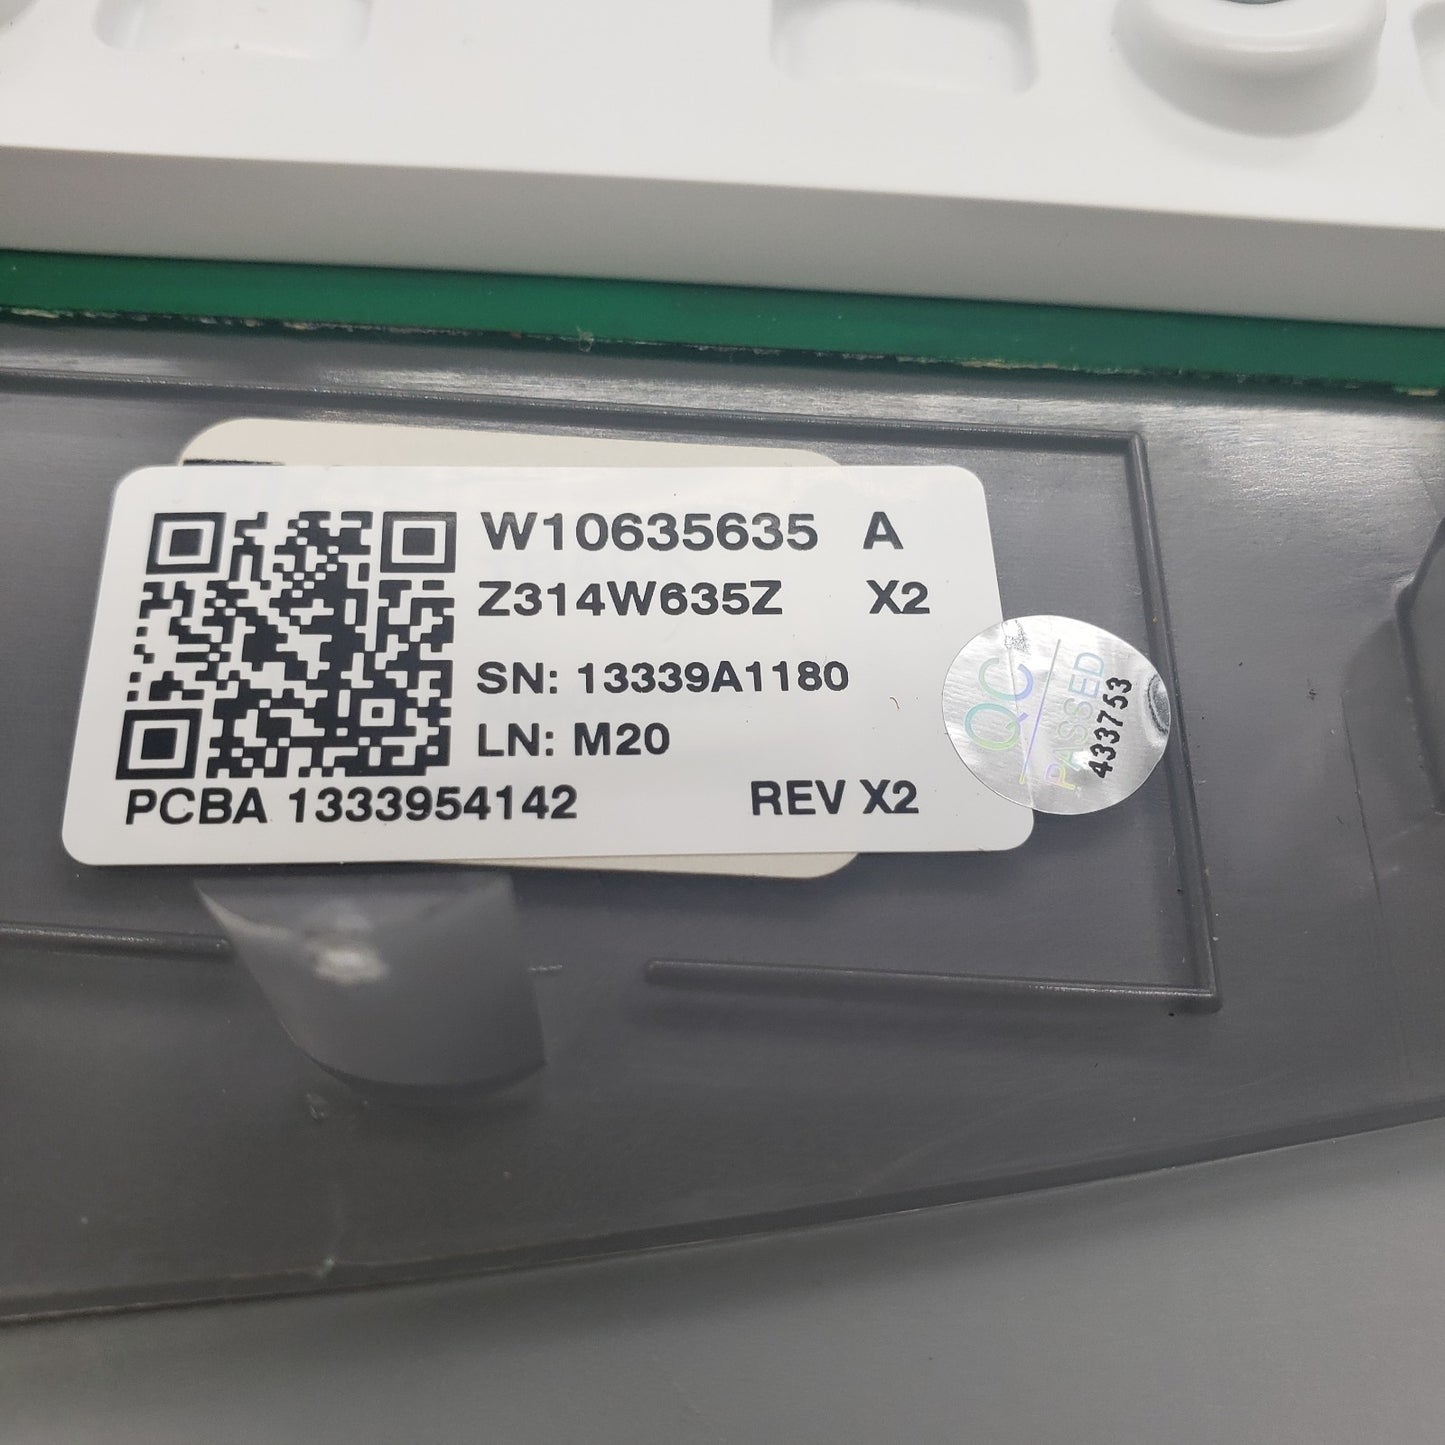 W10635635 A
Z314W635Z X2
SN: 13339A1180
LN: M20
PCBA 1333954142 REV X2
QC
PASSED
433753